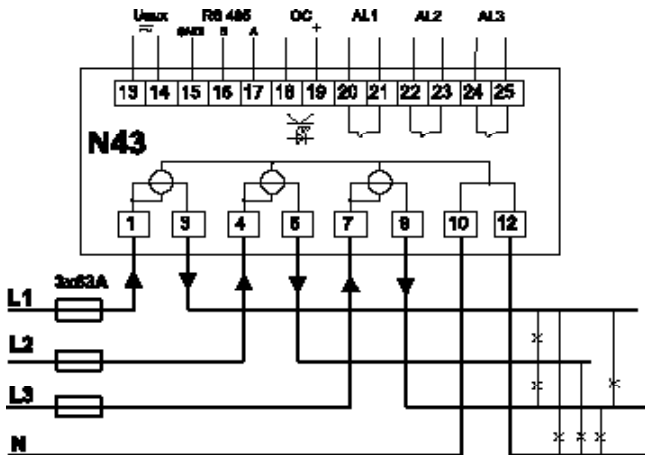 Uaux RS 485 OC AL1 AL2 AL3
GND B A +
13 14 15 16 17 18 19 20 21 22 23 24 25
N43
1 3 4 6 7 9 10 12
3x63A
L1
L2
L3
N